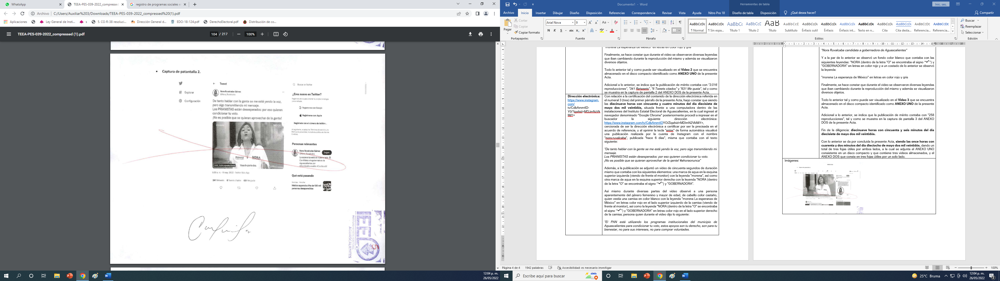 WhatsApp
TEEA-PES-039-2022_compressed
registro de programas sociales e
Archivo C:/Users/Auxiliar%203/Downloads/TEEA-PES-039-2022_compressed%20(1).pdf
Aplicaciones
Ley General de Insti...
s
5. CG-R-38 resoluci...
Dirección General d...
EDO-18-124.pdf
DerechoElectoral.pdf
Distribución de co...
TEEA-PES-039-2022_compressed (1).pdf
104 / 217
100%
• Captura de patantalla 2.
Explorar
Configuración
Tweet
Nora Ruvalcaba Gámez
@Nora_Ruvalcaba
De tanto hablar con la gente se me está yendo la voz,
pero sigo transmitiendo mi mensaje.
Los PRIANISTAS están desesperados: por eso quieren
condicionar tu voto.
¡No es posible que se quieran aprovechar de la gente!
morena
NORA
morena NORA
0:02 3.016 reproducciones
8:50 a. m. · 11 may. 2022 · Twitter Web App
341 Retweets 6 Tweets citados 631 Me gusta
Buscar en Twitter
¿Eres nuevo en Twitter?
Registrarse con Google
Registrarse con Apple
Regístrate con el número de teléfon...
Personas relevantes
Nora Ruvalcaba Gámez
@Nora_Ruvalcaba
Seguir
La esperanza está de nuestro lado
Candidata a la gubernatura de
Aguascalientes por
@PartidoMorenaMx #ConNoraSí
Qué está pasando
México supera la cifra de 100 mil
personas desaparecidas
IEE
INSTITUTO ESTATAL ELECTORAL
AGUASCALIENTES
5
12:04 p. m.
26/05/2022
Documento1 - Word
Herramientas de tabla
Inic. ses.
Archivo Inicio Insertar Dibujar Diseño Disposición Referencias Correspondencia Revisar Vista Ayuda Nitro Pro 10 Diseño de tabla Disposición ¿Qué desea hacer? Compartir
Pegar
Cortar
Copiar
Copiar formato
Portapapeles
Arial Nova
9
N K S
Fuente
Párrafo
¶ Normal
¶ Sin espa...
Título 1
Título 2
Título
Subtítulo
Énfasis sutil
Énfasis
Énfasis int...
Texto en n...
Cita
Cita desta...
Referencia...
Referencia...
Estilos
Buscar
Reemplazar
Seleccionar
Edición
"morena La esperanza de México" en letras en color rojo y gris
Finalmente, se hace constar que durante el video se observaron diversas leyendas
que iban cambiando durante la reproducción del mismo y además se visualizaron
diversos objetos.
Todo lo anterior tal y como puede ser visualizado en el Video 2 que se encuentra
almacenado en el disco compacto identificado como ANEXO UNO de la presente
Acta.
Adicional a lo anterior, se indica que la publicación de mérito contaba con "3.016
reproducciones", "341 Retweets", "6 Tweets citados" y "631 Me gusta", tal y como
se muestra en la captura de pantalla 2 del ANEXO DOS de la presente Acta.
Dirección electrónica:
https://www.instagram.
com/
tv/CdbAmm4D-
Y0/?igshid=MDJmNzVk
MiY=
Con relación a la certificación del contenido de la dirección electrónica referida en
el numeral 3 (tres) del primer párrafo de la presente Acta, hago constar que siendo
las diecinueve horas con cincuenta y cuatro minutos del día diecisiete de
mayo dos mil veintidós, situada frente a una computadora dentro de las
instalaciones del Instituto Estatal Electoral de Aguascalientes, en la cual ingresé al
navegador denominado "Google Chrome" posteriormente procedí a ingresar en el
buscador la siguiente dirección electrónica:
https://www.instagram.com/tv/CdbAmm4DYO/Zigshid=MDImN2VkMiY=,
cerciorada de ser la dirección electrónica a certificar por ser la precisada en el
acuerdo de referencia, y al oprimir la tecla "enter" de forma automática visualicé
una publicación realizada por la cuenta de Instagram con el nombre
"nora.ruvalcaba", publicada "hace 6 días", misma que contaba con el texto
siguiente:
"De tanto hablar con la gente se me está yendo la voz, pero sigo transmitiendo mi
mensaje.
Los PRIANISTAS están desesperados: por eso quieren condicionar tu voto.
¡No es posible que se quieran aprovechar de la gente! #ahoraonunca"
Además, a la publicación se adjuntó un video de cincuenta segundos de duración
mismo que contaba con los siguientes elementos: una marca de agua en la esquina
superior izquierda (viendo de frente el monitor) con la leyenda "morena", así como
otra marca de agua en la esquina superior derecha con la leyenda "NORA (dentro
de la letra "O" se encontraba el signo "✓") y "GOBERNADORA".
Así mismo durante diversas partes del video observé a una persona
aparentemente del género femenino y mayor de edad, de cabello color castaño,
quien vestía una camisa en color blanco con la leyenda "morena La esperanza de
México" en letras color rojo en el lado superior izquierdo de la camisa (viendo de
frente al monitor), así como la leyenda "NORA (dentro de la letra "O" se encontraba
el signo "✓") y "GOBERNADORA" en letras color rojo en el lado superior derecho
de la camisa; persona quien durante el video dijo lo siguiente:
"El PAN está utilizando los programas institucionales del municipio de
Aguascalientes para condicionar tu voto, estos apoyos son tu derecho, son para tu
bienestar, no para sus intereses, no para comprar voluntades.
"Nora Ruvalcaba candidata a gobernadora de Aguascalientes"
Y a la par de lo anterior se observó un fondo color blanco que contaba con las
siguientes leyendas: "NORA (dentro de la letra "O" se encontraba el signo "✓") y
"GOBERNADORA" en letras en color rojo y a un costado de lo anterior se observó
la leyenda:
"morena La esperanza de México" en letras en color rojo y gris
Finalmente, se hace constar que durante el video se observaron diversas leyendas
que iban cambiando durante la reproducción del mismo y además se visualizaron
diversos objetos.
Todo lo anterior tal y como puede ser visualizado en el Video 3 que se encuentra
almacenado en el disco compacto identificado como ANEXO UNO de la presente
Acta.
Adicional a lo anterior, se indica que la publicación de mérito contaba con "258
reproducciones", tal y como se muestra en la captura de pantalla 3 del ANEXO
DOS de la presente Acta.
Fin de la diligencia: diecinueve horas con cincuenta y seis minutos del día
diecisiete de mayo dos mil veintidós.
Con lo anterior se da por concluida la presente Acta, siendo las once horas con
cuarenta y dos minutos del día dieciocho de mayo dos mil veintidós, dando un
total de tres fojas útiles por ambos lados, a la cual se adjunta el ANEXO UNO
consistente en un disco compacto y que contiene tres videos almacenados, y el
ANEXO DOS que consta en tres fojas útiles por un solo lado.
Imágenes:
Página 4 de 4 1942 palabras Accesibilidad: es necesario investigar
100%
Escribe aquí para buscar
25°C Bruma
12:04 p. m.
26/05/2022